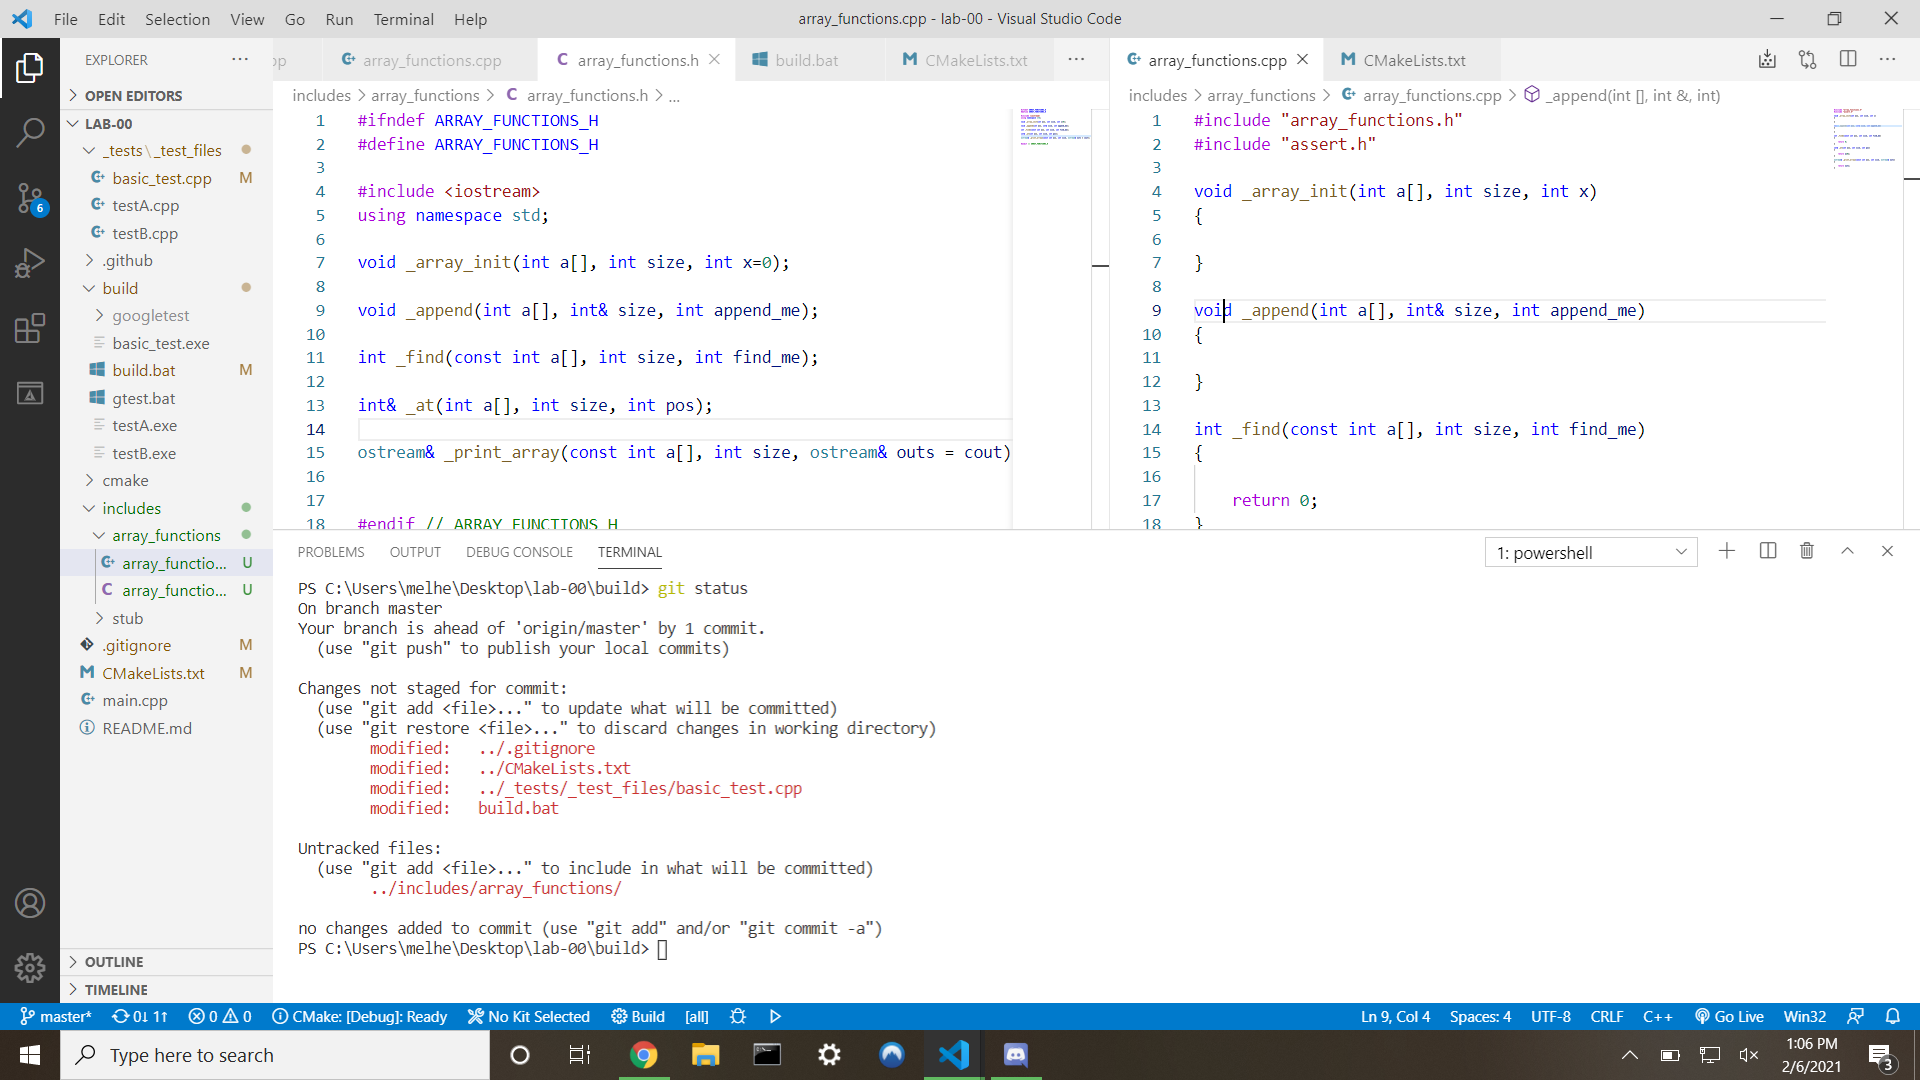 File Edit Selection View Go Run Terminal Help
array_functions.cpp - lab-00 - Visual Studio Code
EXPLORER
OPEN EDITORS
LAB-00
_tests\_test_files
basic_test.cpp M
testA.cpp
testB.cpp
.github
build
googletest
basic_test.exe
build.bat M
gtest.bat
testA.exe
testB.exe
cmake
includes
array_functions
array_functio... U
array_functio... U
stub
.gitignore M
CMakeLists.txt M
main.cpp
README.md
OUTLINE
TIMELINE
6
pp array_functions.cpp array_functions.h build.bat CMakeLists.txt
includes > array_functions > array_functions.h > ...
1 #ifndef ARRAY_FUNCTIONS_H
2 #define ARRAY_FUNCTIONS_H
3
4 #include <iostream>
5 using namespace std;
6
7 void _array_init(int a[], int size, int x=0);
8
9 void _append(int a[], int& size, int append_me);
10
11 int _find(const int a[], int size, int find_me);
12
13 int& _at(int a[], int size, int pos);
14
15 ostream& _print_array(const int a[], int size, ostream& outs = cout)
16
17
18 #endif // ARRAY_FUNCTIONS_H
array_functions.cpp CMakeLists.txt
includes > array_functions > array_functions.cpp > _append(int [], int &, int)
1 #include "array_functions.h"
2 #include "assert.h"
3
4 void _array_init(int a[], int size, int x)
5 {
6
7 }
8
9 void _append(int a[], int& size, int append_me)
10 {
11
12 }
13
14 int _find(const int a[], int size, int find_me)
15 {
16
17 return 0;
18 }
PROBLEMS OUTPUT DEBUG CONSOLE TERMINAL
1: powershell
PS C:\Users\melhe\Desktop\lab-00\build> git status
On branch master
Your branch is ahead of 'origin/master' by 1 commit.
(use "git push" to publish your local commits)
Changes not staged for commit:
(use "git add <file>..." to update what will be committed)
(use "git restore <file>..." to discard changes in working directory)
modified: ../.gitignore
modified: ../CMakeLists.txt
modified: ../_tests/_test_files/basic_test.cpp
modified: build.bat
Untracked files:
(use "git add <file>..." to include in what will be committed)
../includes/array_functions/
no changes added to commit (use "git add" and/or "git commit -a")
PS C:\Users\melhe\Desktop\lab-00\build>
master* 0↓ 1↑ 0 0 CMake: [Debug]: Ready No Kit Selected Build [all]
Ln 9, Col 4 Spaces: 4 UTF-8 CRLF C++ Go Live Win32
Type here to search
1:06 PM
2/6/2021
3